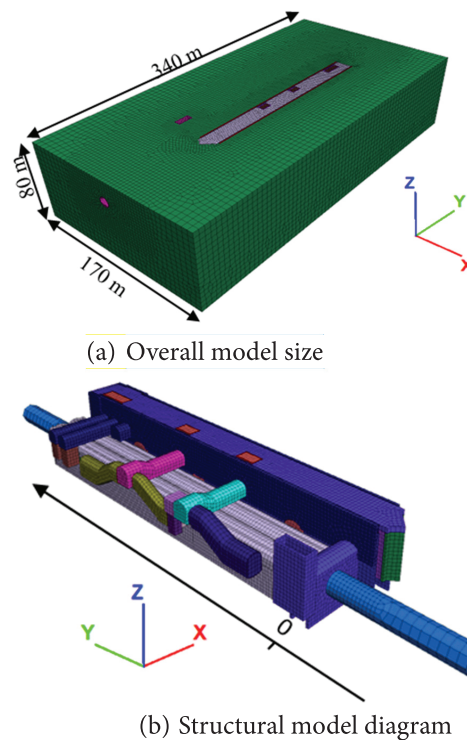 340 m
80 m
170 m
Z
Y
X
(a) Overall model size
Z
Y
X
0
(b) Structural model diagram